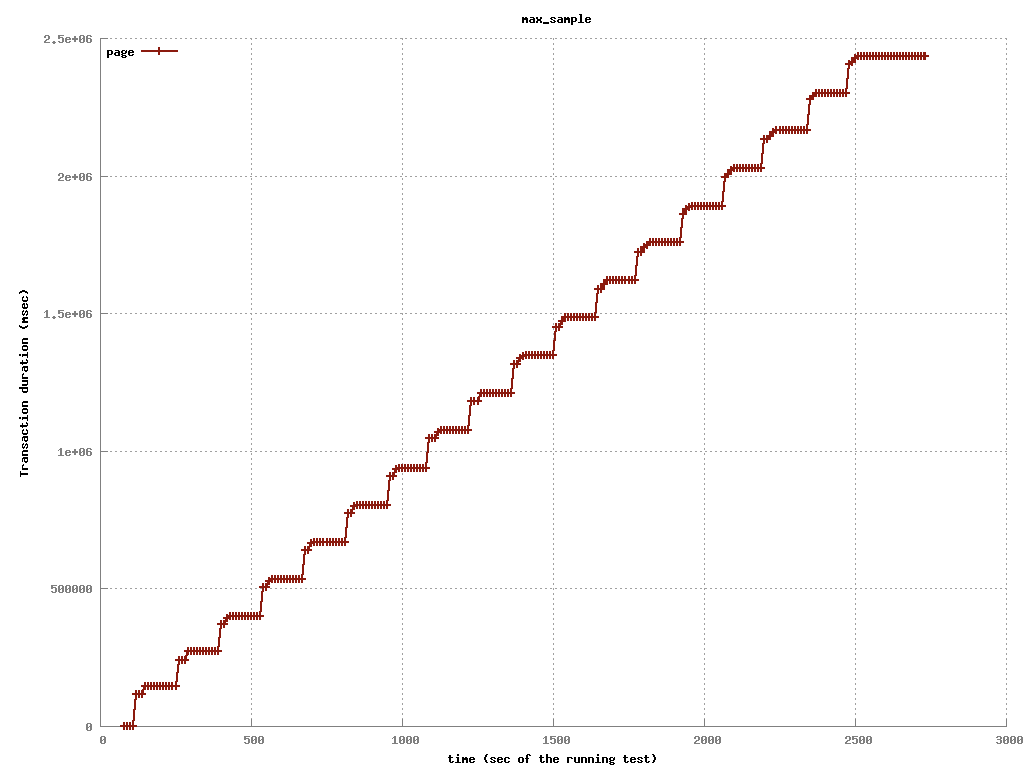 max_sample
2.5e+06
page
2e+06
1.5e+06
1e+06
500000
0
Transaction duration (msec)
0 500 1000 1500 2000 2500 3000
time (sec of the running test)